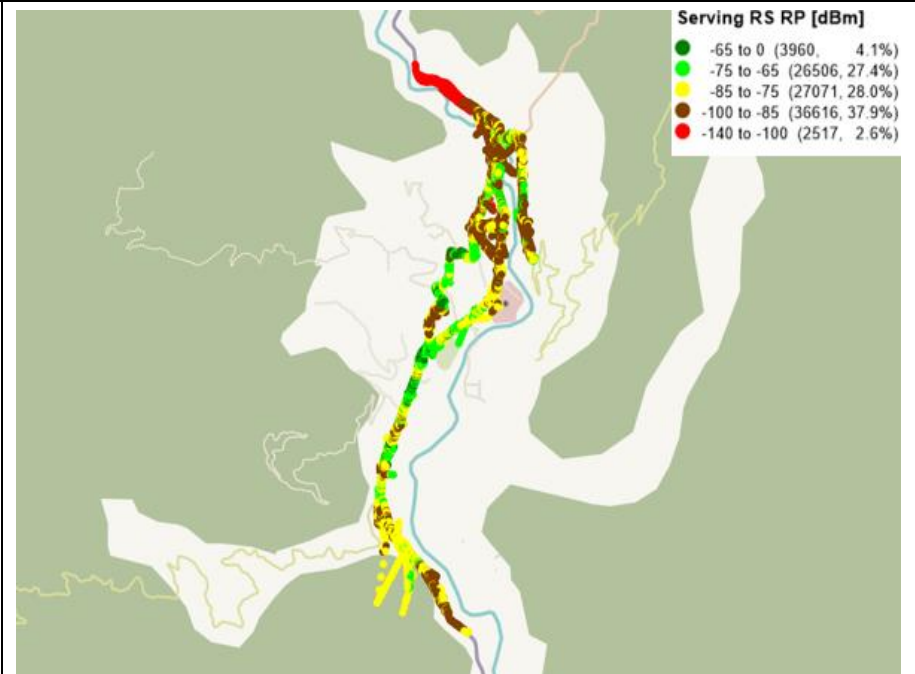 Serving RS RP [dBm]
-65 to 0 (3960, 4.1%)
-75 to -65 (26506, 27.4%)
-85 to -75 (27071, 28.0%)
-100 to -85 (36616, 37.9%)
-140 to -100 (2517, 2.6%)